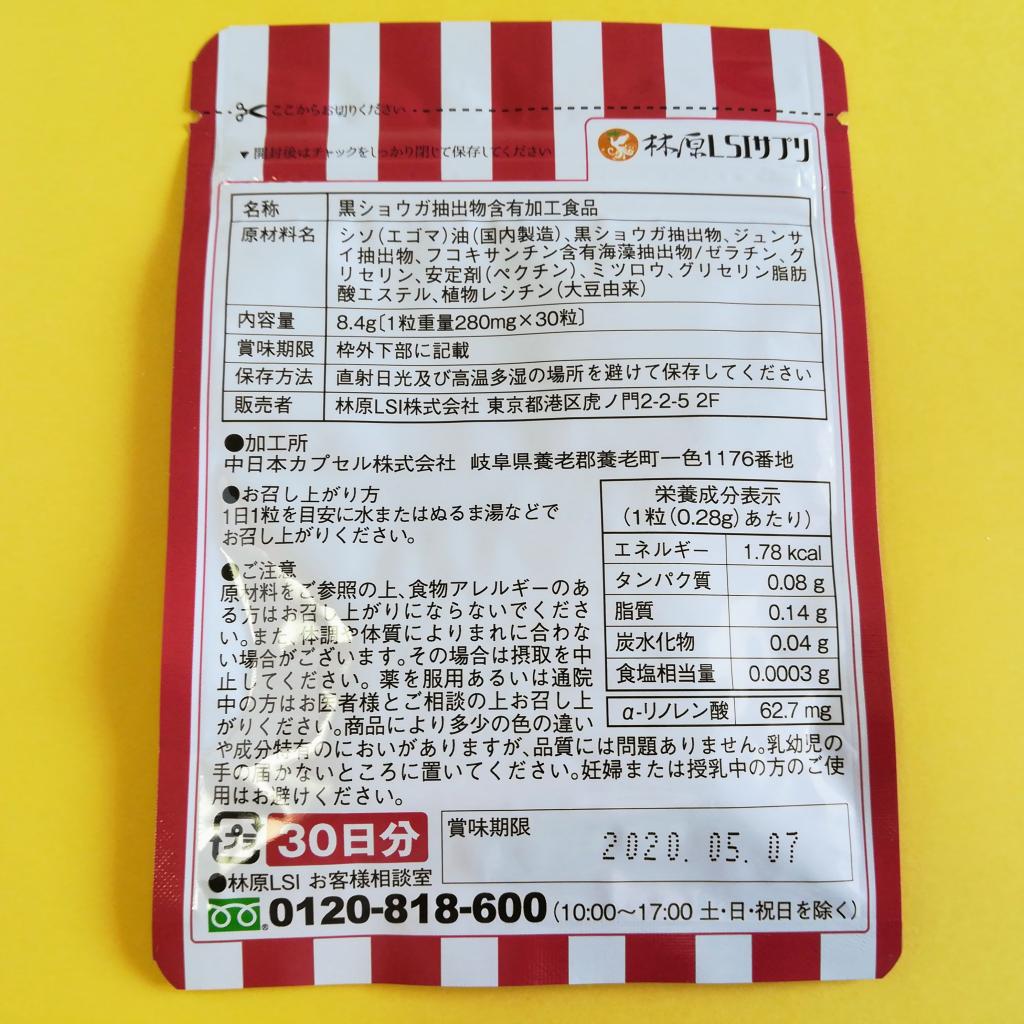 ここからお切りください
▼開封後はチャックをしっかり閉じて保存してください
林原LSIサプリ
名称 黒ショウガ抽出物含有加工食品
原材料名 シソ(エゴマ)油(国内製造)、黒ショウガ抽出物、ジュンサ
イ抽出物、フコキサンチン含有海藻抽出物/ゼラチン、グ
リセリン、安定剤(ペクチン)、ミツロウ、グリセリン脂肪
酸エステル、植物レシチン(大豆由来)
内容量 8.4g〔1粒重量280mg×30粒〕
賞味期限 枠外下部に記載
保存方法 直射日光及び高温多湿の場所を避けて保存してください
販売者 林原LSI株式会社 東京都港区虎ノ門2-2-5 2F
●加工所
中日本カプセル株式会社 岐阜県養老郡養老町一色1176番地
●お召し上がり方
1日1粒を目安に水またはぬるま湯などで
お召し上がりください。
栄養成分表示
(1粒(0.28g)あたり)
エネルギー 1.78 kcal
タンパク質 0.08 g
脂質 0.14 g
炭水化物 0.04 g
食塩相当量 0.0003 g
α-リノレン酸 62.7 mg
●ご注意
原材料をご参照の上、食物アレルギーのあ
る方はお召し上がりにならないでくださ
い。また、体調や体質によりまれに合わな
い場合がございます。その場合は摂取を中
止してください。薬を服用あるいは通院
中の方はお医者様とご相談の上お召し上
がりください。商品により多少の色の違い
や成分特有のにおいがありますが、品質には問題ありません。乳幼児の
手の届かないところに置いてください。妊婦または授乳中の方のご使
用はお避けください。
プラ 30日分
賞味期限 2020.05.07
●林原LSI お客様相談室
0120-818-600(10:00〜17:00 土・日・祝日を除く)